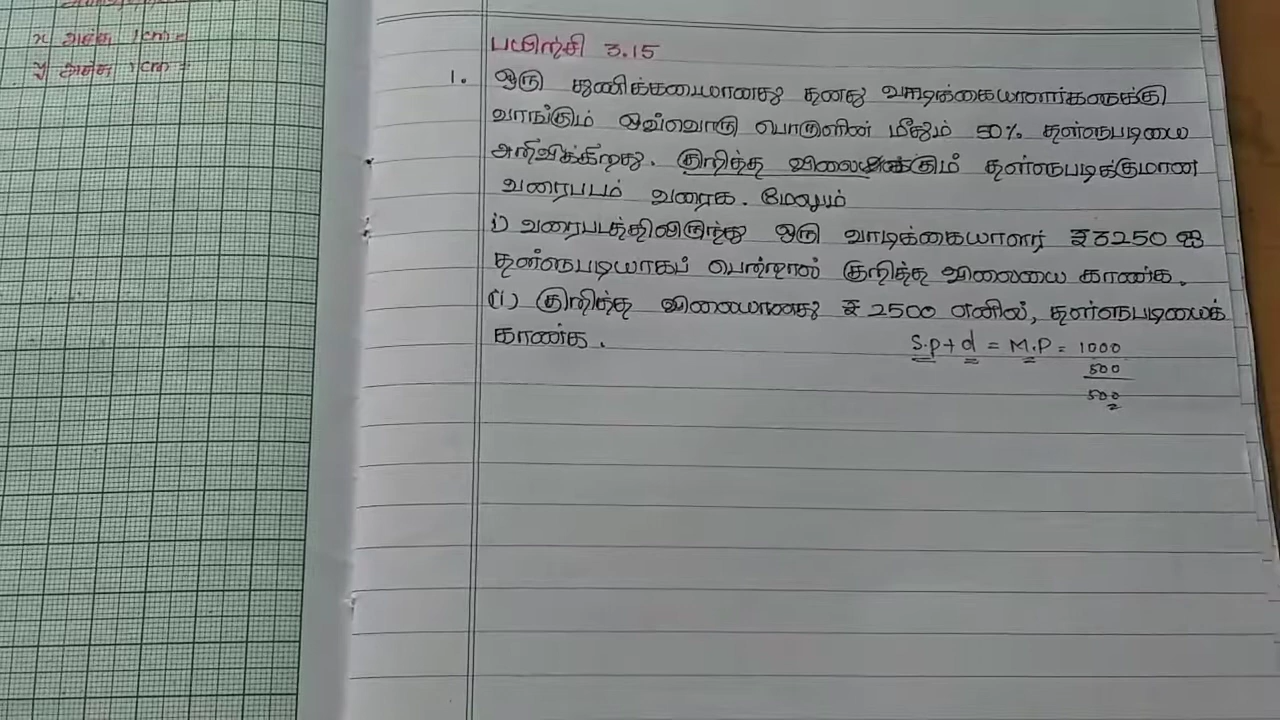 x அச்சு 1cm =
y அச்சு 1cm =
பயிற்சி 3.15
1. ஒரு துணிக்கடையானது தனது வாடிக்கையாளர்களுக்கு
வாங்கும் ஒவ்வொரு பொருளின் மீதும் 50% தள்ளுபடியை
அறிவிக்கிறது. குறித்த விலைக்கும் தள்ளுபடிக்குமான
வரைபடம் வரைக. மேலும்
i) வரைபடத்திலிருந்து ஒரு வாடிக்கையாளர் ₹3250 ஐ
தள்ளுபடியாகப் பெற்றால் குறித்த விலையை காண்க.
ii) குறித்த விலையானது ₹ 2500 எனில், தள்ளுபடியைக்
காண்க.
S.p + d = M.P = 1000
500
500